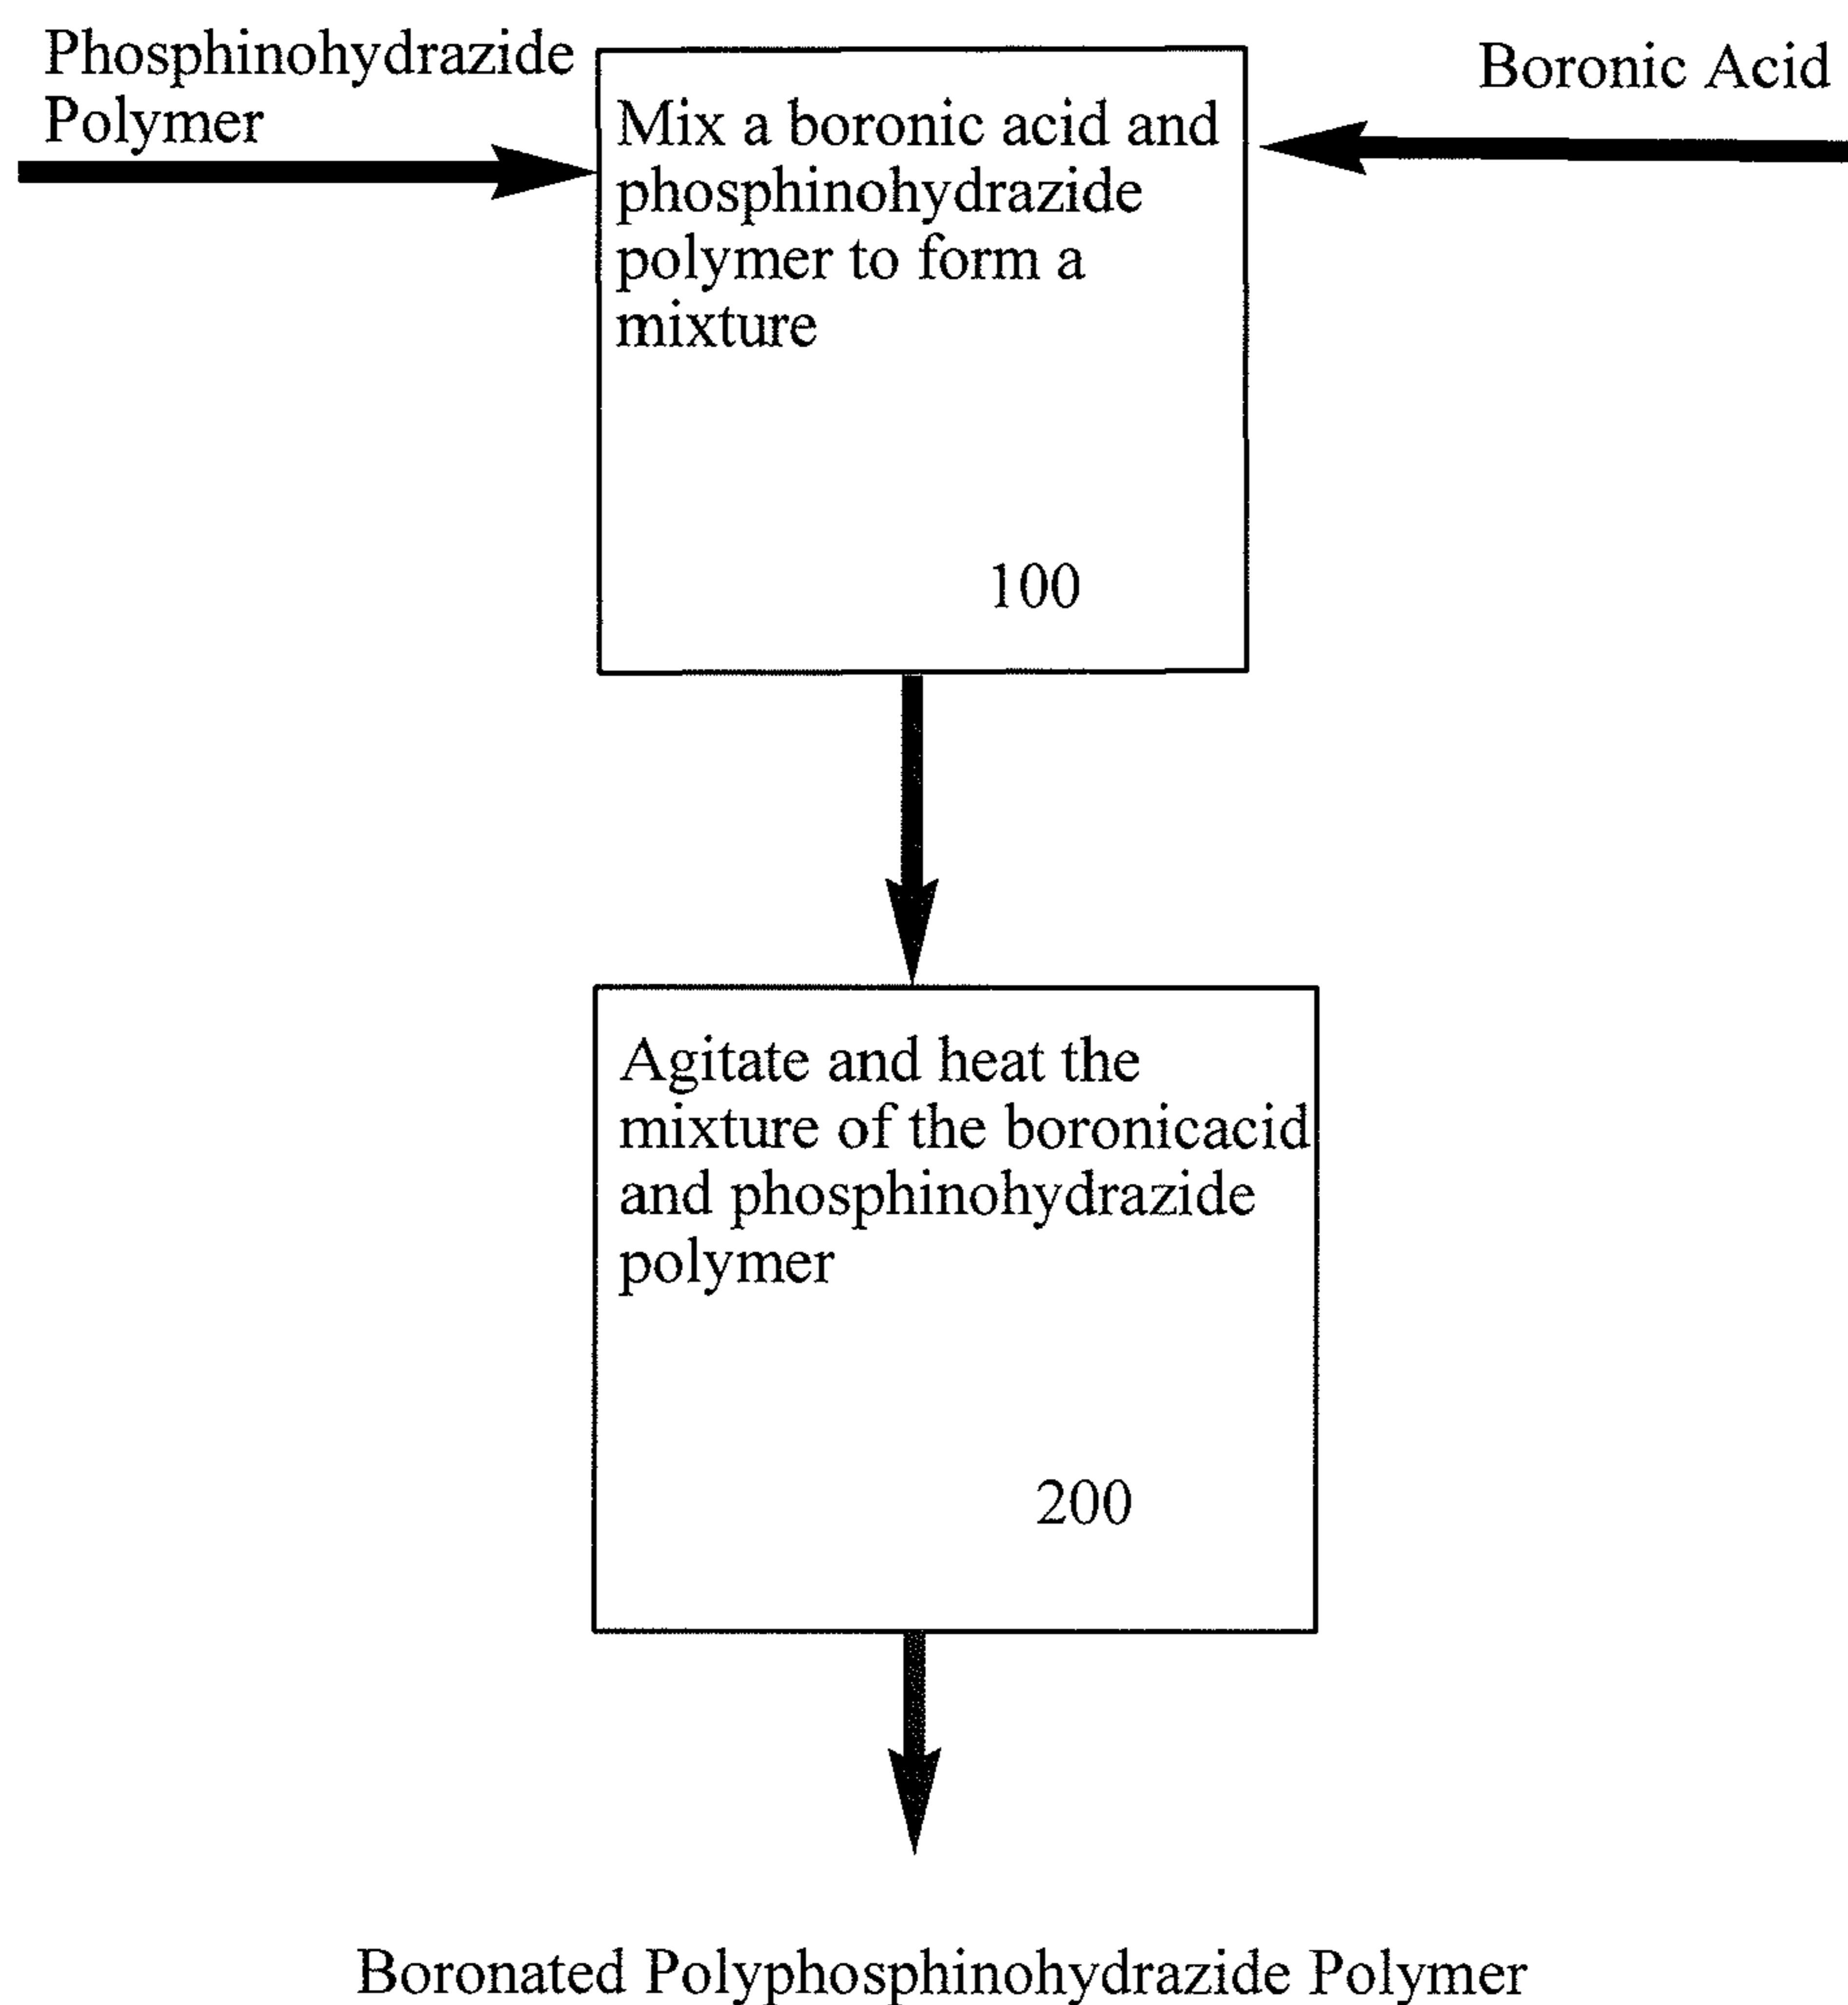 Phosphinohydrazide
Polymer
Boronic Acid
Mix a boronic acid and
phosphinohydrazide
polymer to form a
mixture
100
Agitate and heat the
mixture of the boronicacid
and phosphinohydrazide
polymer
200
Boronated Polyphosphinohydrazide Polymer